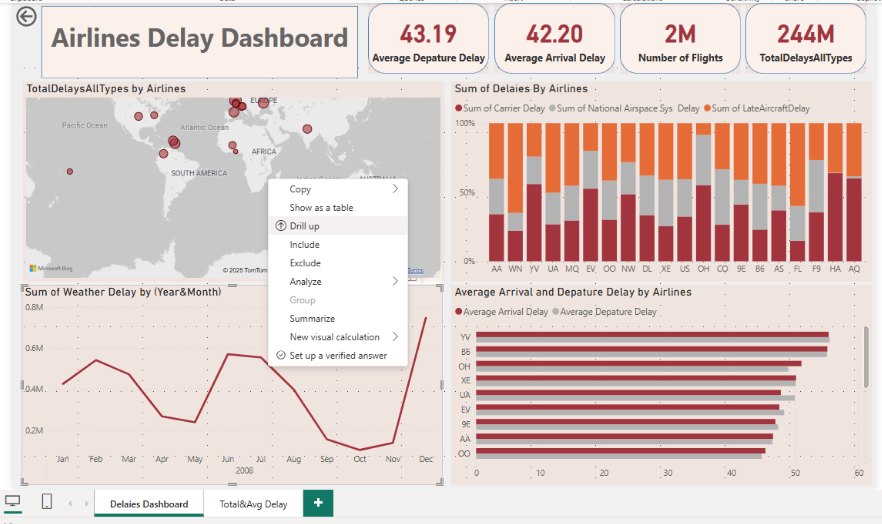 Airlines Delay Dashboard
43.19
Average Depature Delay
42.20
Average Arrival Delay
2M
Number of Flights
244M
TotalDelaysAllTypes
TotalDelaysAllTypes by Airlines
EUROPE
Pacific Ocean
Atlantic Ocean
AFRICA
SOUTH AMERICA
Microsoft Bing
© 2025 TomTom
Terms
Copy
Show as a table
Drill up
Include
Exclude
Analyze
Group
Summarize
New visual calculation
Set up a verified answer
Sum of Delaies By Airlines
Sum of Carrier Delay Sum of National Airspace Sys Delay Sum of LateAircraftDelay
100%
50%
0%
AA WN YV UA MQ EV OO NW DL XE US OH CO 9E B6 AS FL F9 HA AQ
Sum of Weather Delay by (Year&Month)
0.8M
0.6M
0.4M
0.2M
Jan Feb Mar Apr May Jun Jul Aug Sep Oct Nov Dec
2008
Average Arrival and Depature Delay by Airlines
Average Arrival Delay Average Depature Delay
YV
B6
OH
XE
UA
EV
9E
AA
OO
0 10 20 30 40 50 60
Delaies Dashboard
Total&Avg Delay
+